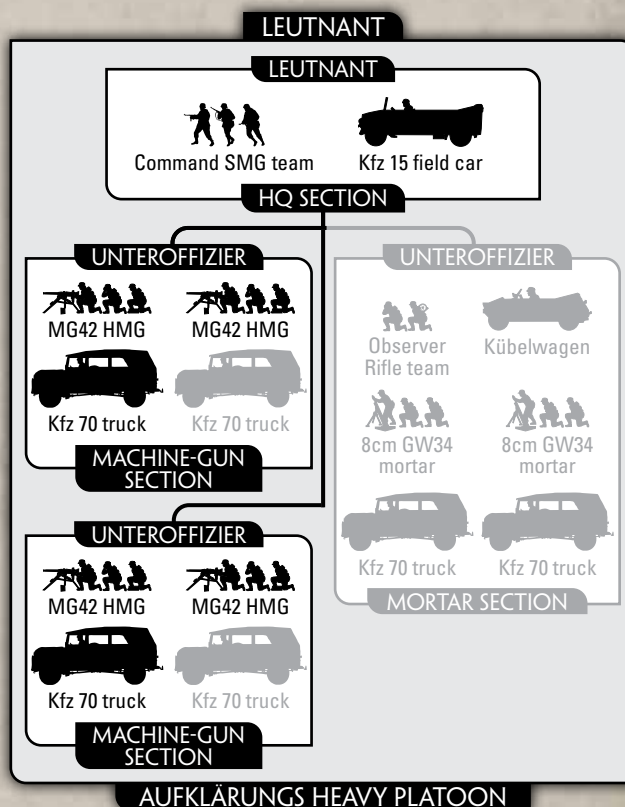 LEUTNANT
LEUTNANT
Command SMG team
Kfz 15 field car
HQ SECTION
UNTEROFFIZIER
MG42 HMG
MG42 HMG
Kfz 70 truck
Kfz 70 truck
MACHINE-GUN
SECTION
UNTEROFFIZIER
Observer
Rifle team
Kübelwagen
8cm GW34
mortar
8cm GW34
mortar
Kfz 70 truck
Kfz 70 truck
MORTAR SECTION
UNTEROFFIZIER
MG42 HMG
MG42 HMG
Kfz 70 truck
Kfz 70 truck
MACHINE-GUN
SECTION
AUFKLÄRUNGS HEAVY PLATOON